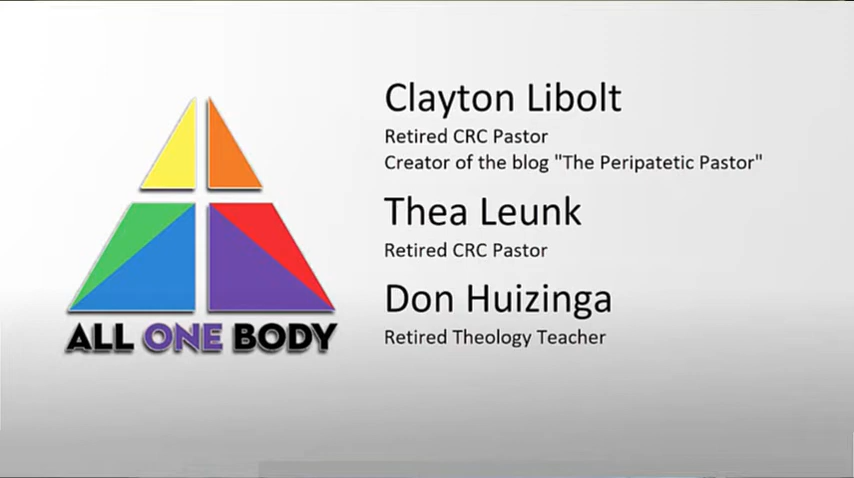 Clayton Libolt
Retired CRC Pastor
Creator of the blog "The Peripatetic Pastor"
Thea Leunk
Retired CRC Pastor
Don Huizinga
Retired Theology Teacher
ALL ONE BODY